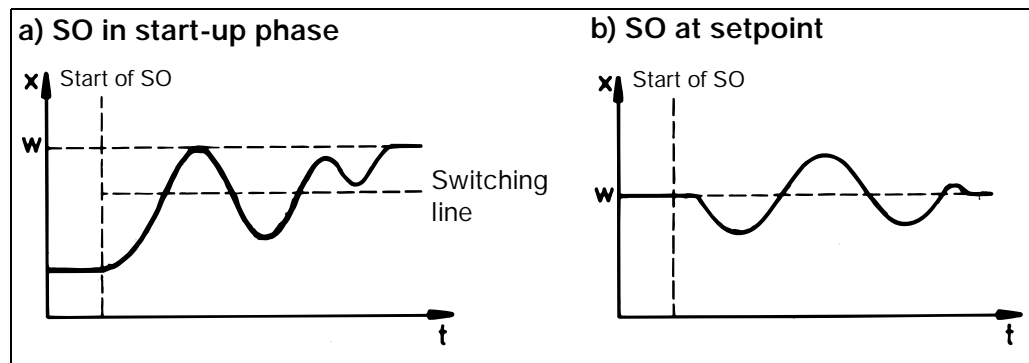 a) SO in start-up phase
x
Start of SO
w
Switching
line
t
b) SO at setpoint
x
Start of SO
w
t